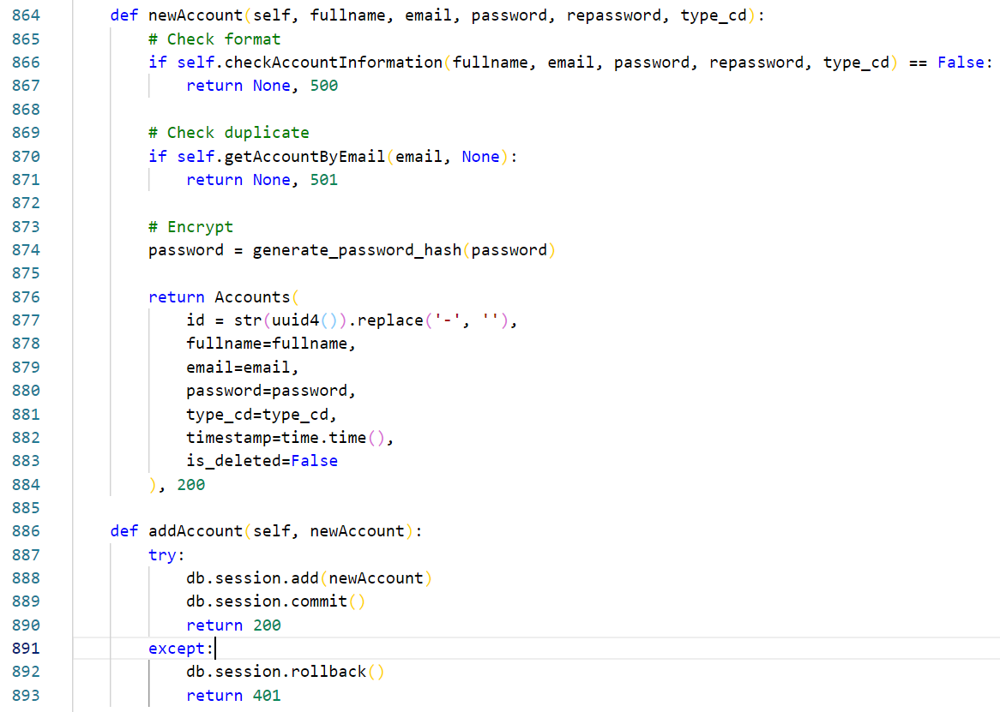 864 def newAccount(self, fullname, email, password, repassword, type_cd):
865 # Check format
866 if self.checkAccountInformation(fullname, email, password, repassword, type_cd) == False:
867 return None, 500
868
869 # Check duplicate
870 if self.getAccountByEmail(email, None):
871 return None, 501
872
873 # Encrypt
874 password = generate_password_hash(password)
875
876 return Accounts(
877 id = str(uuid4()).replace('-', ''),
878 fullname=fullname,
879 email=email,
880 password=password,
881 type_cd=type_cd,
882 timestamp=time.time(),
883 is_deleted=False
884 ), 200
885
886 def addAccount(self, newAccount):
887 try:
888 db.session.add(newAccount)
889 db.session.commit()
890 return 200
891 except:
892 db.session.rollback()
893 return 401